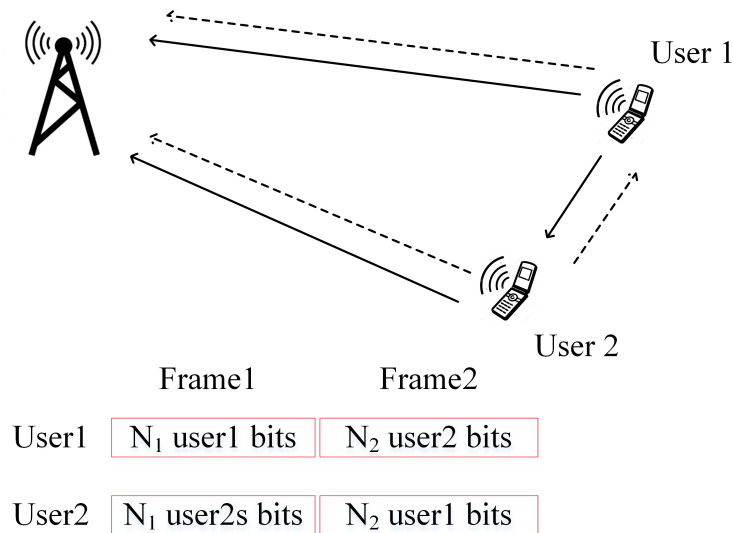 User 1
User 2
Frame1 Frame2
User1 N₁ user1 bits N₂ user2 bits
User2 N₁ user2s bits N₂ user1 bits